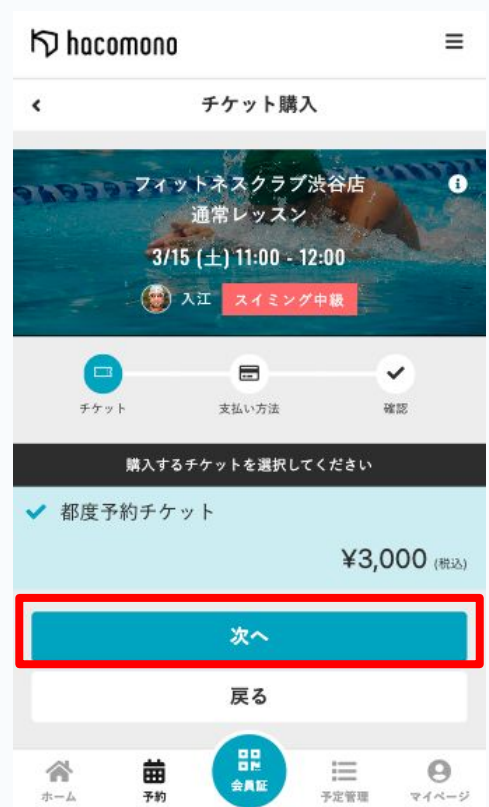 hacomono
チケット購入
フィットネスクラブ渋谷店
通常レッスン
3/15 (土) 11:00 - 12:00
入江 スイミング中級
チケット 支払い方法 確認
購入するチケットを選択してください
都度予約チケット
¥3,000 (税込)
次へ
戻る
ホーム 予約 会員証 予定管理 マイページ